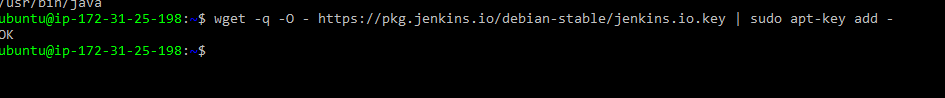 /usr/bin/java
ubuntu@ip-172-31-25-198:~$ wget -q -O - https://pkg.jenkins.io/debian-stable/jenkins.io.key | sudo apt-key add -
OK
ubuntu@ip-172-31-25-198:~$